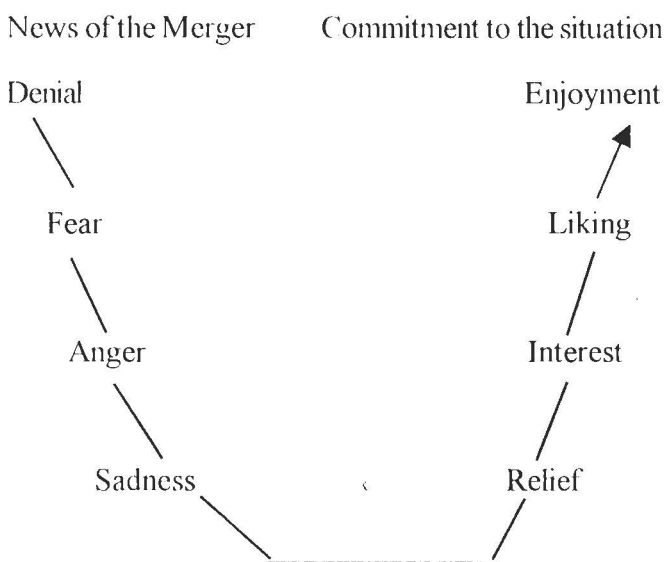 News of the Merger Commitment to the situation
Denial Enjoyment
Fear Liking
Anger Interest
Sadness Relief